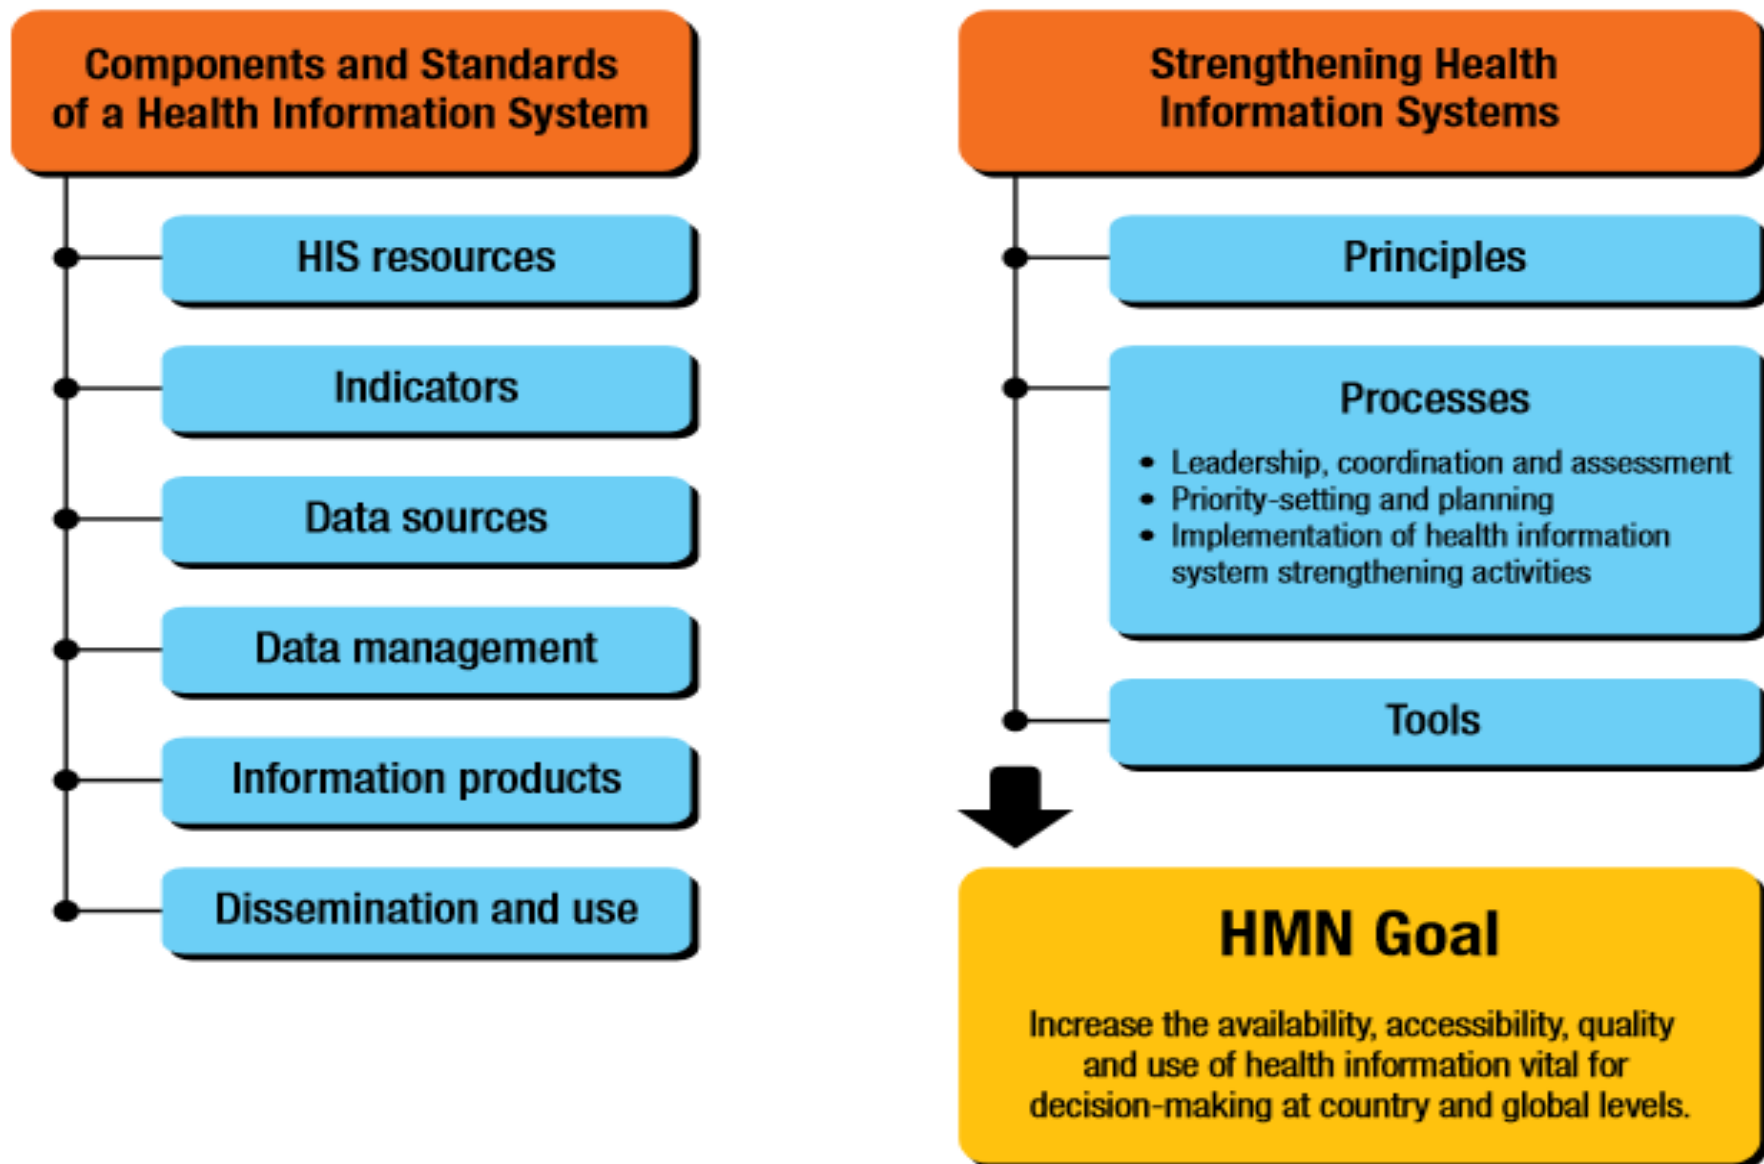 Components and Standards
of a Health Information System
HIS resources
Indicators
Data sources
Data management
Information products
Dissemination and use
Strengthening Health
Information Systems
Principles
Processes
• Leadership, coordination and assessment
• Priority-setting and planning
• Implementation of health information
system strengthening activities
Tools
HMN Goal
Increase the availability, accessibility, quality
and use of health information vital for
decision-making at country and global levels.